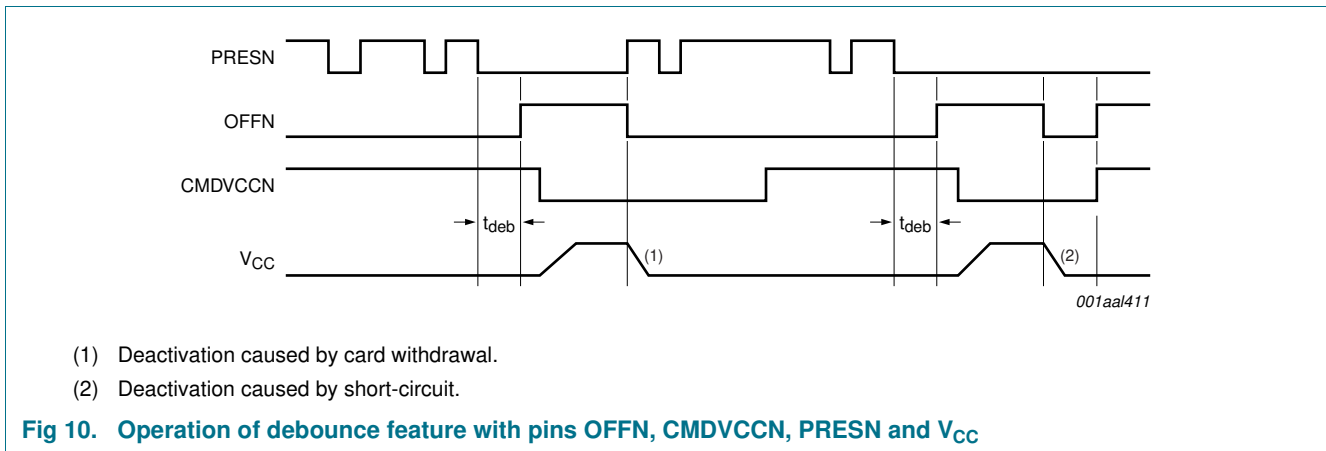 PRESN
OFFN
CMDVCCN
tdeb
tdeb
VCC
(1)
(2)
001aal411
(1) Deactivation caused by card withdrawal.
(2) Deactivation caused by short-circuit.
Fig 10. Operation of debounce feature with pins OFFN, CMDVCCN, PRESN and VCC